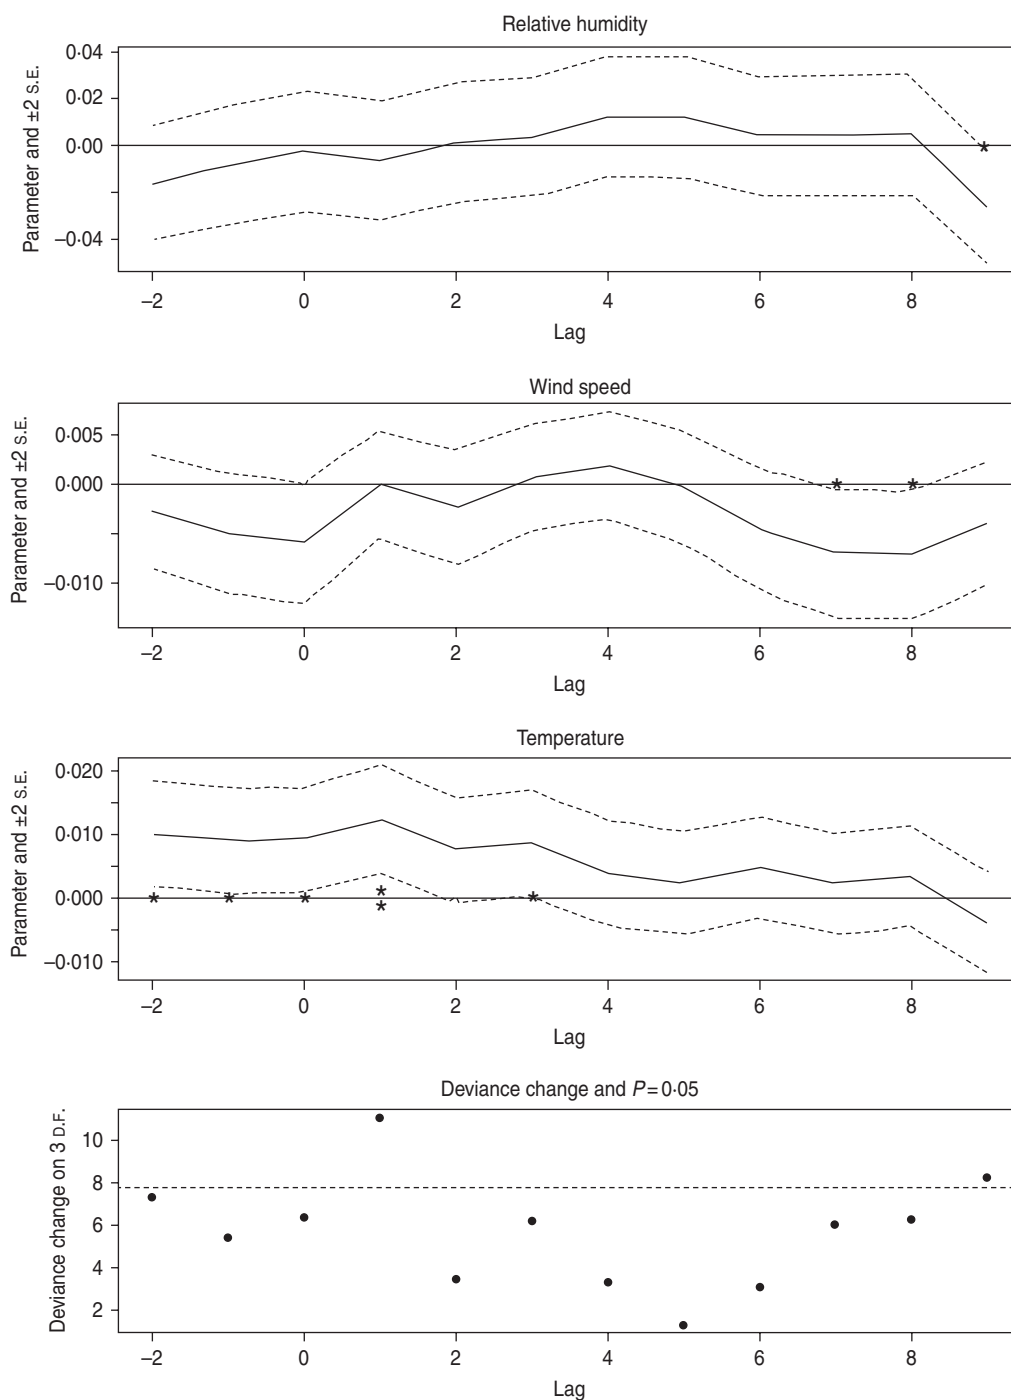 Relative humidity
Parameter and ±2 S.E.
0·04
0·02
0·00
–0·04
–2 0 2 4 6 8
Lag
Wind speed
Parameter and ±2 S.E.
0·005
0·000
–0·010
–2 0 2 4 6 8
Lag
Temperature
Parameter and ±2 S.E.
0·020
0·010
0·000
–0·010
–2 0 2 4 6 8
Lag
Deviance change and P=0·05
Deviance change on 3 D.F.
10
8
6
4
2
–2 0 2 4 6 8
Lag